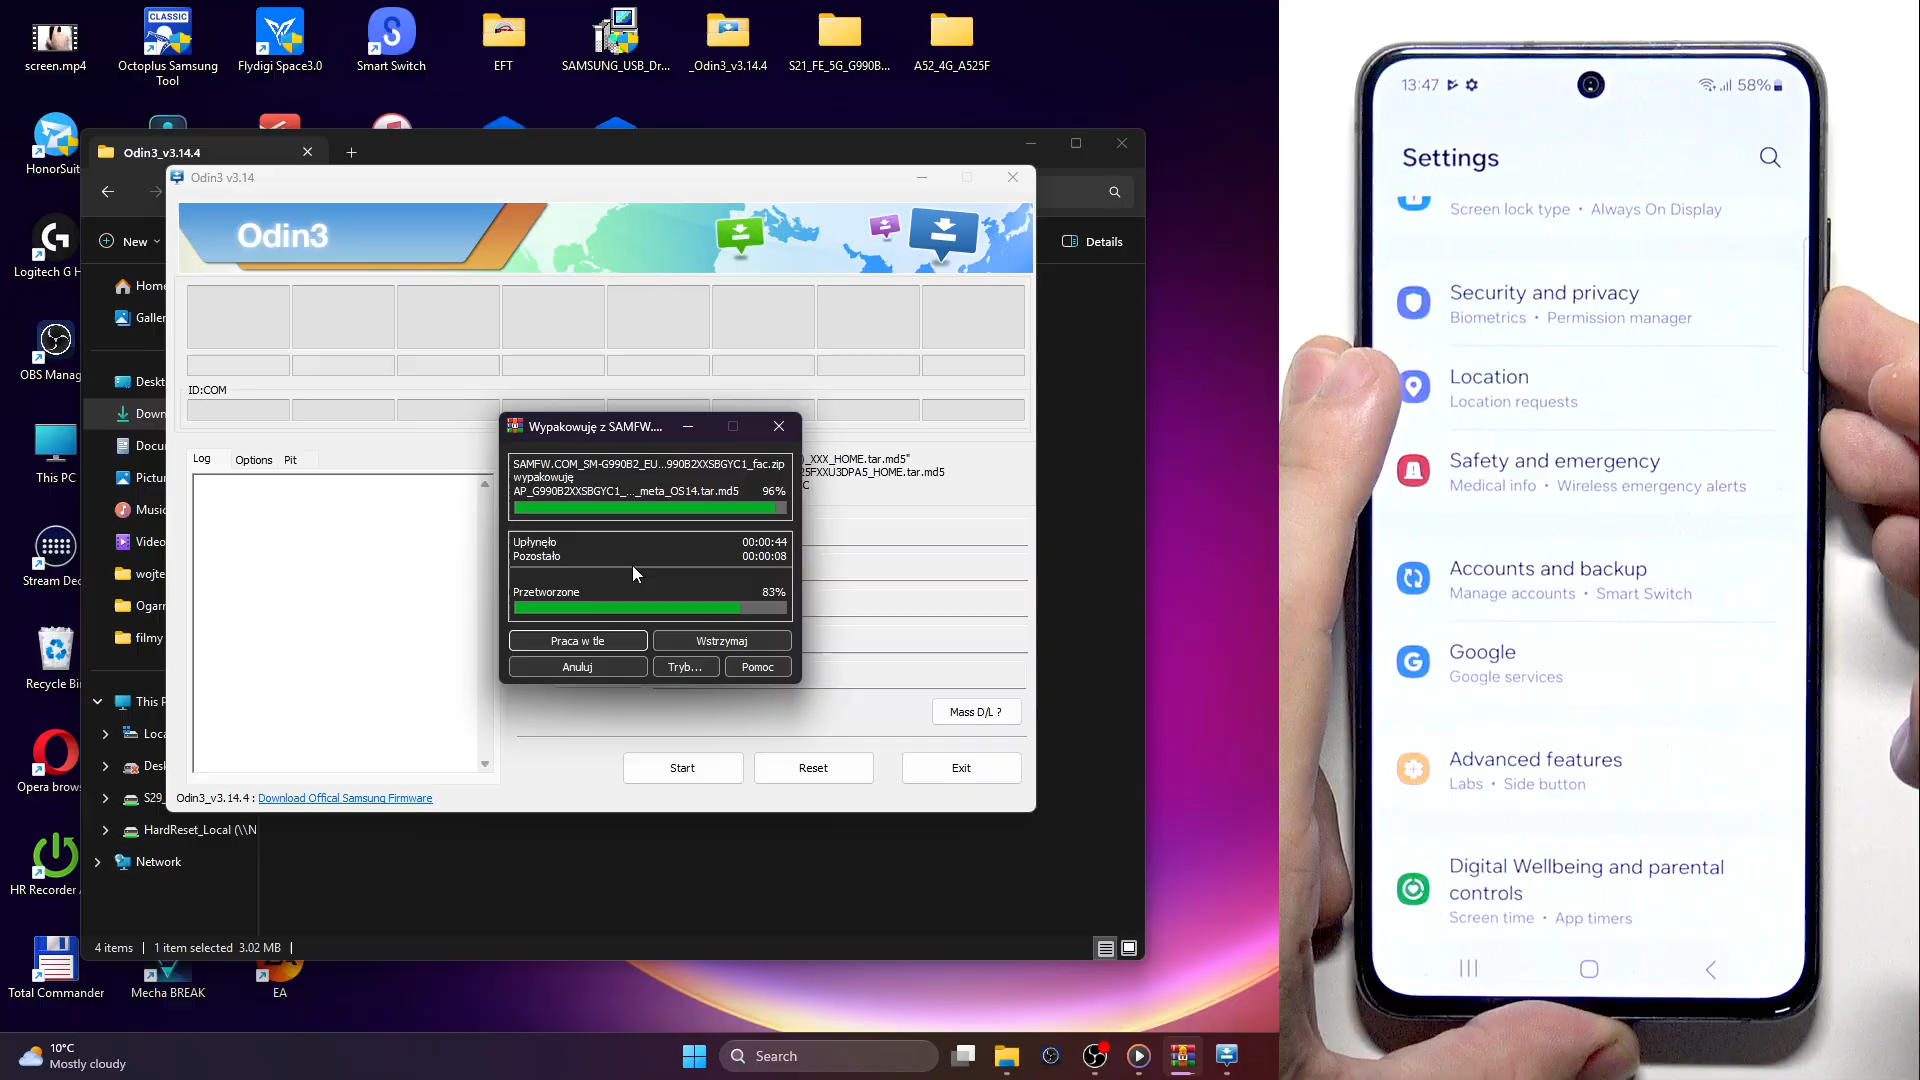 screen.mp4
Octoplus Samsung
Tool
Flydigi Space3.0
Smart Switch
EFT
SAMSUNG_USB_Dr...
_Odin3_v3.14.4
S21_FE_5G_G990B...
A52_4G_A525F
CLASSIC
HonorSuit
Logitech G H
OBS Manag
This PC
Stream Dec
Recycle Bi
Opera brows
HR Recorder
Total Commander
Mecha BREAK
EA
Odin3_v3.14.4
New
Details
Home
Galler
Deskt
Down
Docu
Pictur
Music
Video
wojte
Ogarr
filmy
This P
Loca
Desk
S29_
HardReset_Local (\\N
Network
4 items
1 item selected 3.02 MB
Odin3 v3.14
Odin3
ID:COM
Log
Options
Pit
)_XXX_HOME.tar.md5"
5FXXU3DPA5_HOME.tar.md5
C
Mass D/L ?
Start
Reset
Exit
Odin3_v3.14.4 : Download Offical Samsung Firmware
Wypakowuję z SAMFW....
SAMFW.COM_SM-G990B2_EU...990B2XXSBGYC1_fac.zip
wypakowuję
AP_G990B2XXSBGYC1_..._meta_OS14.tar.md5 96%
Upłynęło 00:00:44
Pozostało 00:00:08
Przetworzone 83%
Praca w tle
Wstrzymaj
Anuluj
Tryb...
Pomoc
10°C
Mostly cloudy
Search
13:47
58%
Settings
Screen lock type • Always On Display
Security and privacy
Biometrics • Permission manager
Location
Location requests
Safety and emergency
Medical info • Wireless emergency alerts
Accounts and backup
Manage accounts • Smart Switch
Google
Google services
Advanced features
Labs • Side button
Digital Wellbeing and parental
controls
Screen time • App timers